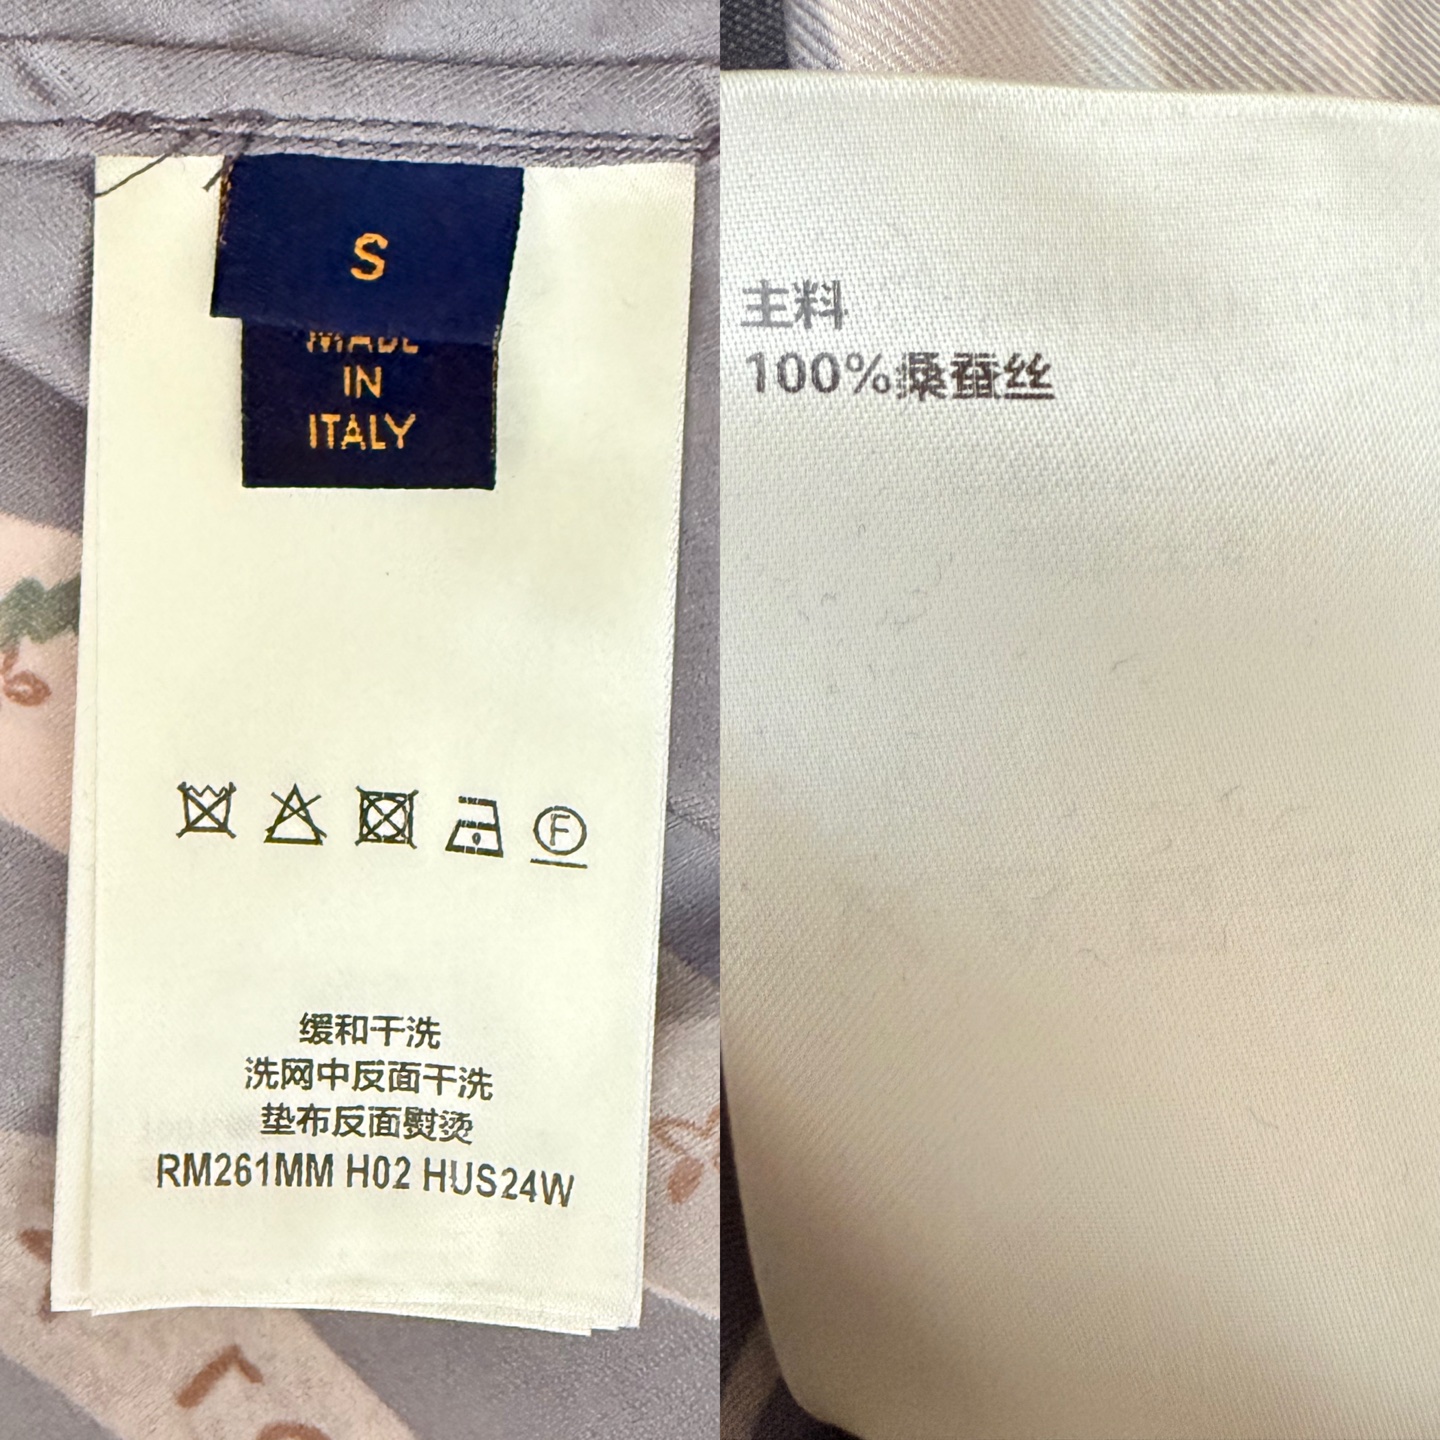 S
MADE
IN
ITALY
F
缓和干洗
洗网中反面干洗
垫布反面熨烫
RM261MM H02 HUS24W
主料
100%桑蚕丝